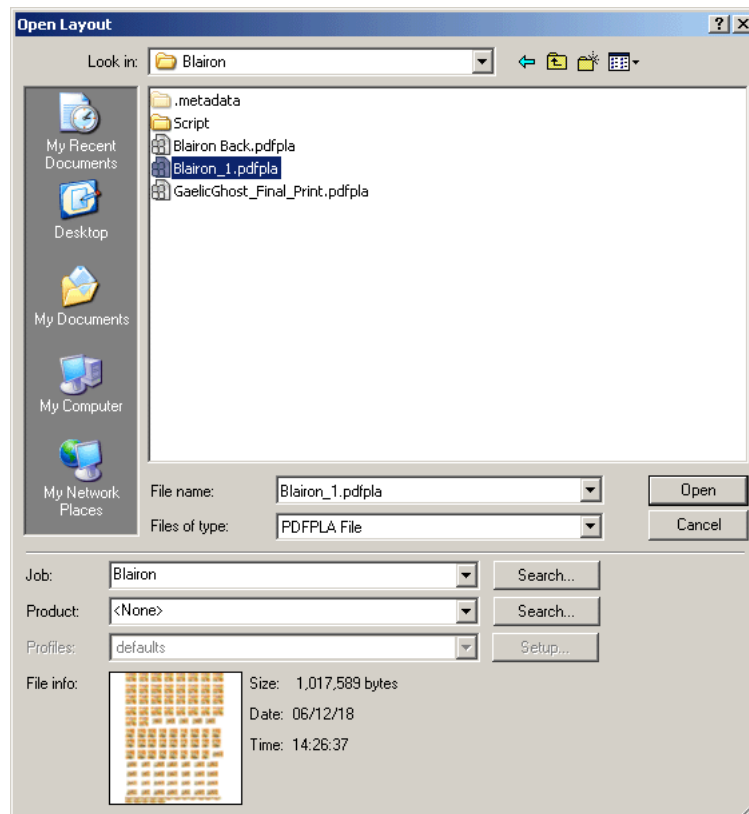 Open Layout
Look in: Blairon
My Recent
Documents
Desktop
My Documents
My Computer
My Network
Places
.metadata
Script
Blairon Back.pdfpla
Blairon_1.pdfpla
GaelicGhost_Final_Print.pdfpla
File name: Blairon_1.pdfpla Open
Files of type: PDFPLA File Cancel
Job: Blairon Search...
Product: <None> Search...
Profiles: defaults Setup...
File info: Size: 1,017,589 bytes
Date: 06/12/18
Time: 14:26:37